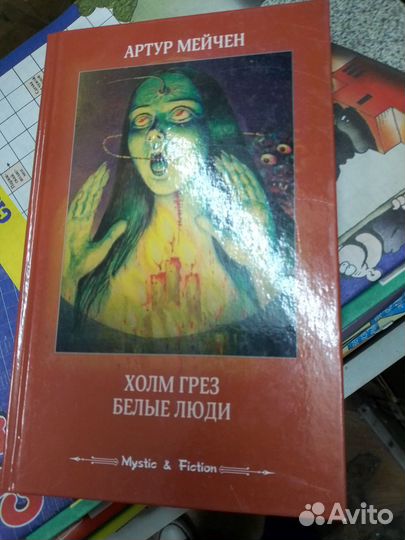 АРТУР МЕЙЧЕН
ХОЛМ ГРЕЗ
БЕЛЫЕ ЛЮДИ
Mystic & Fiction
Avito